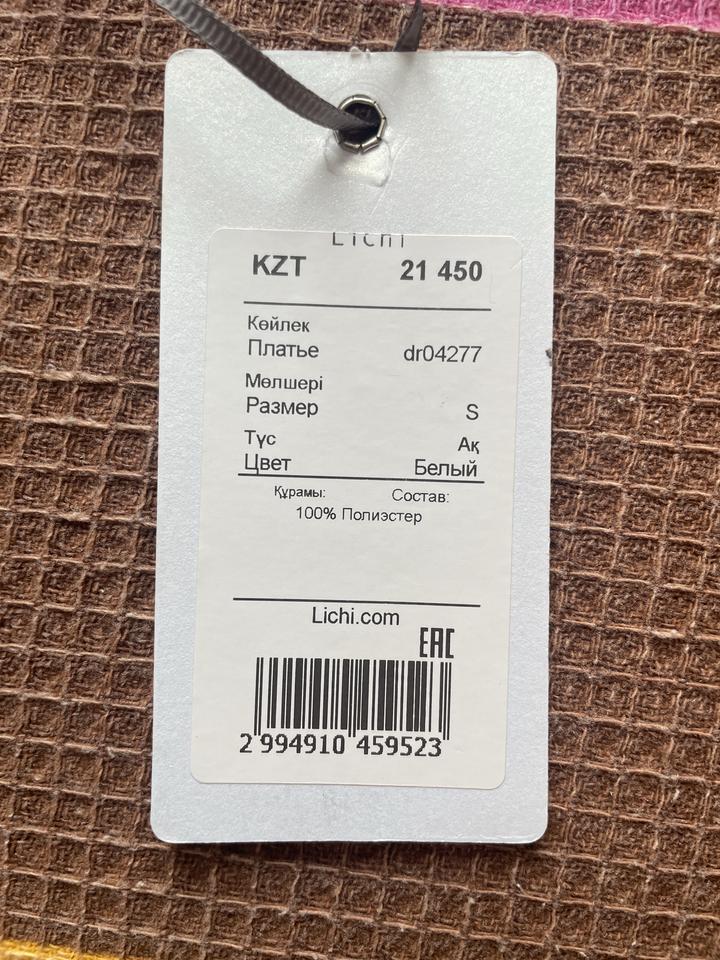 Lichi
KZT 21 450
Көйлек
Платье dr04277
Мөлшері
Размер S
Түс Ақ
Цвет Белый
Құрамы: Состав:
100% Полиэстер
Lichi.com
EAC
2 994910 459523